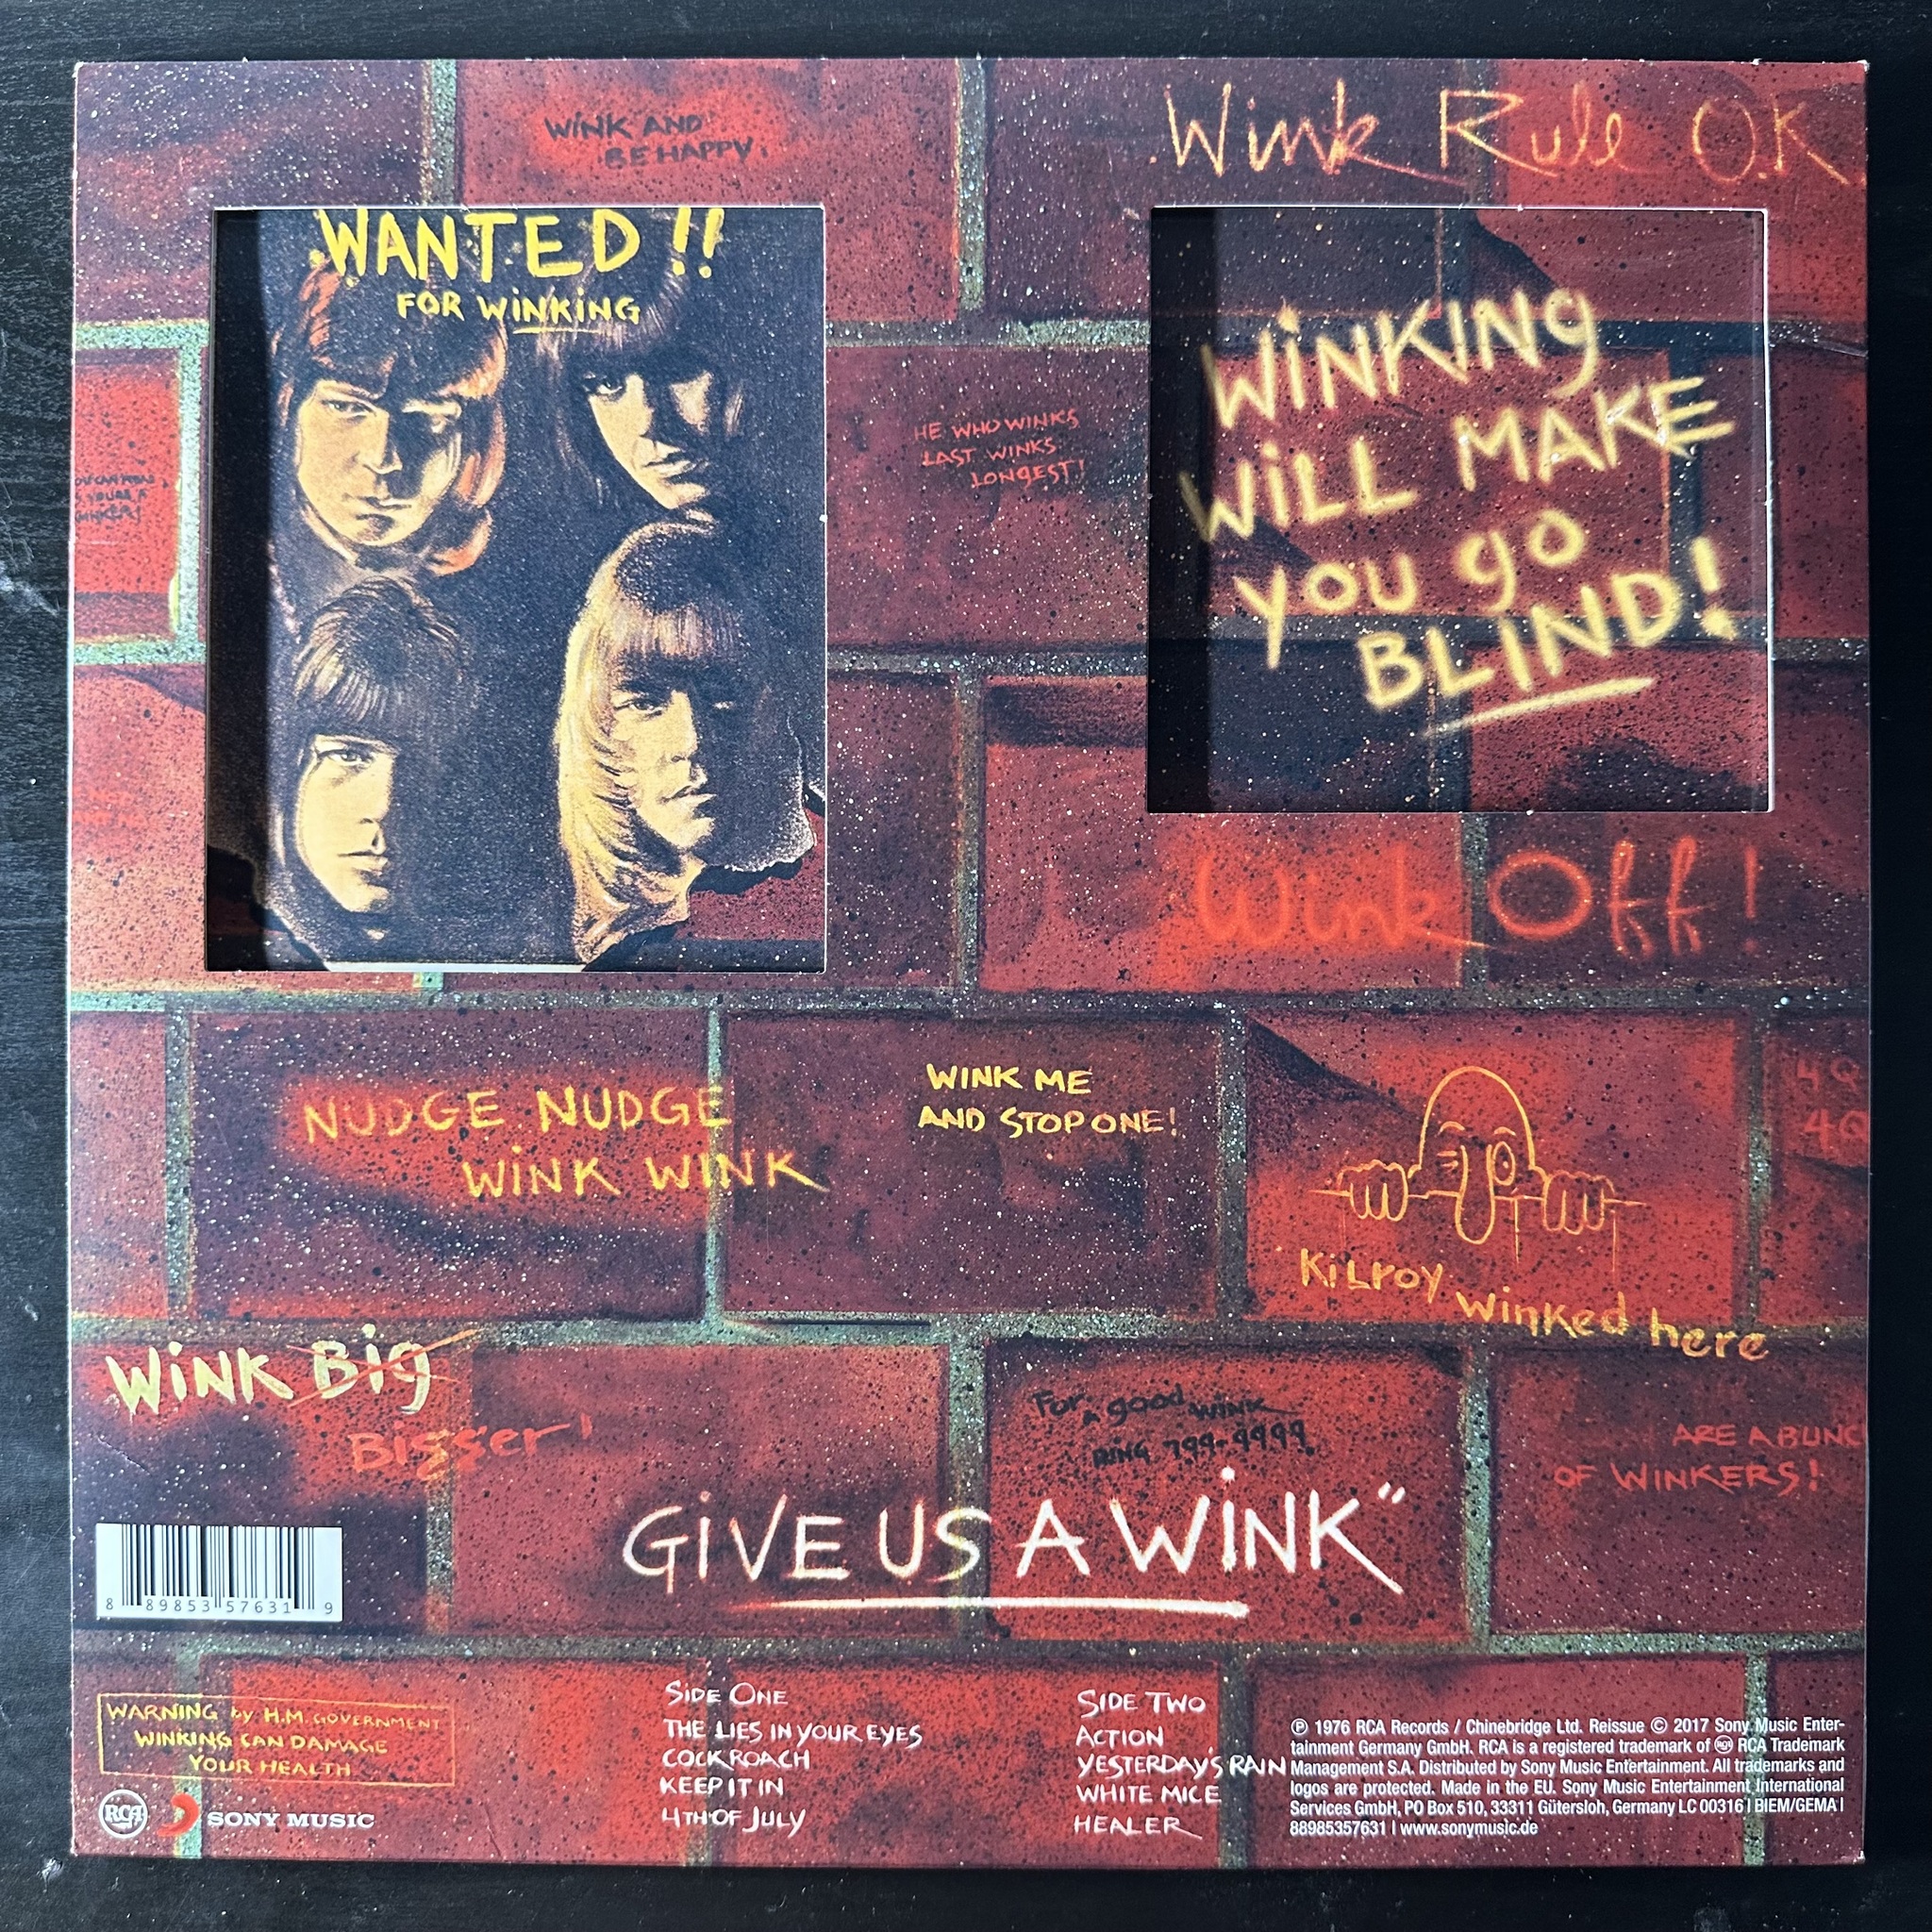 WINK AND
BE HAPPY.
Wink Rule O.K.
WANTED!!
FOR WINKING
WINKING
WILL MAKE
YOU gO
BLIND!
HE WHO WINKS
LAST WINKS
LONGEST!
Wink Off!
NUDGE NUDGE
WINK WINK
WINK ME
AND STOP ONE!
4Q
4Q
KiLroy winked here
WINK Big
Bigger!
For a good WINK
RING 799-9999.
ARE A BUNC
OF WINKERS!
GIVE US A WINK"
8 89853 57631 9
WARNING by H.M. GOVERNMENT
WINKING CAN DAMAGE
YOUR HEALTH
RCA SONY MUSIC
SIDE ONE
THE LIES IN YOUR EYES
COCKROACH
KEEP IT IN
4TH OF JULY
SIDE TWO
ACTION
YESTERDAY'S RAIN
WHITE MICE
HEALER
℗ 1976 RCA Records / Chinebridge Ltd. Reissue © 2017 Sony Music Enter-
tainment Germany GmbH. RCA is a registered trademark of RCA Trademark
Management S.A. Distributed by Sony Music Entertainment. All trademarks and
logos are protected. Made in the EU. Sony Music Entertainment International
Services GmbH, PO Box 510, 33311 Gütersloh, Germany LC 00316 | BIEM/GEMA |
88985357631 | www.sonymusic.de